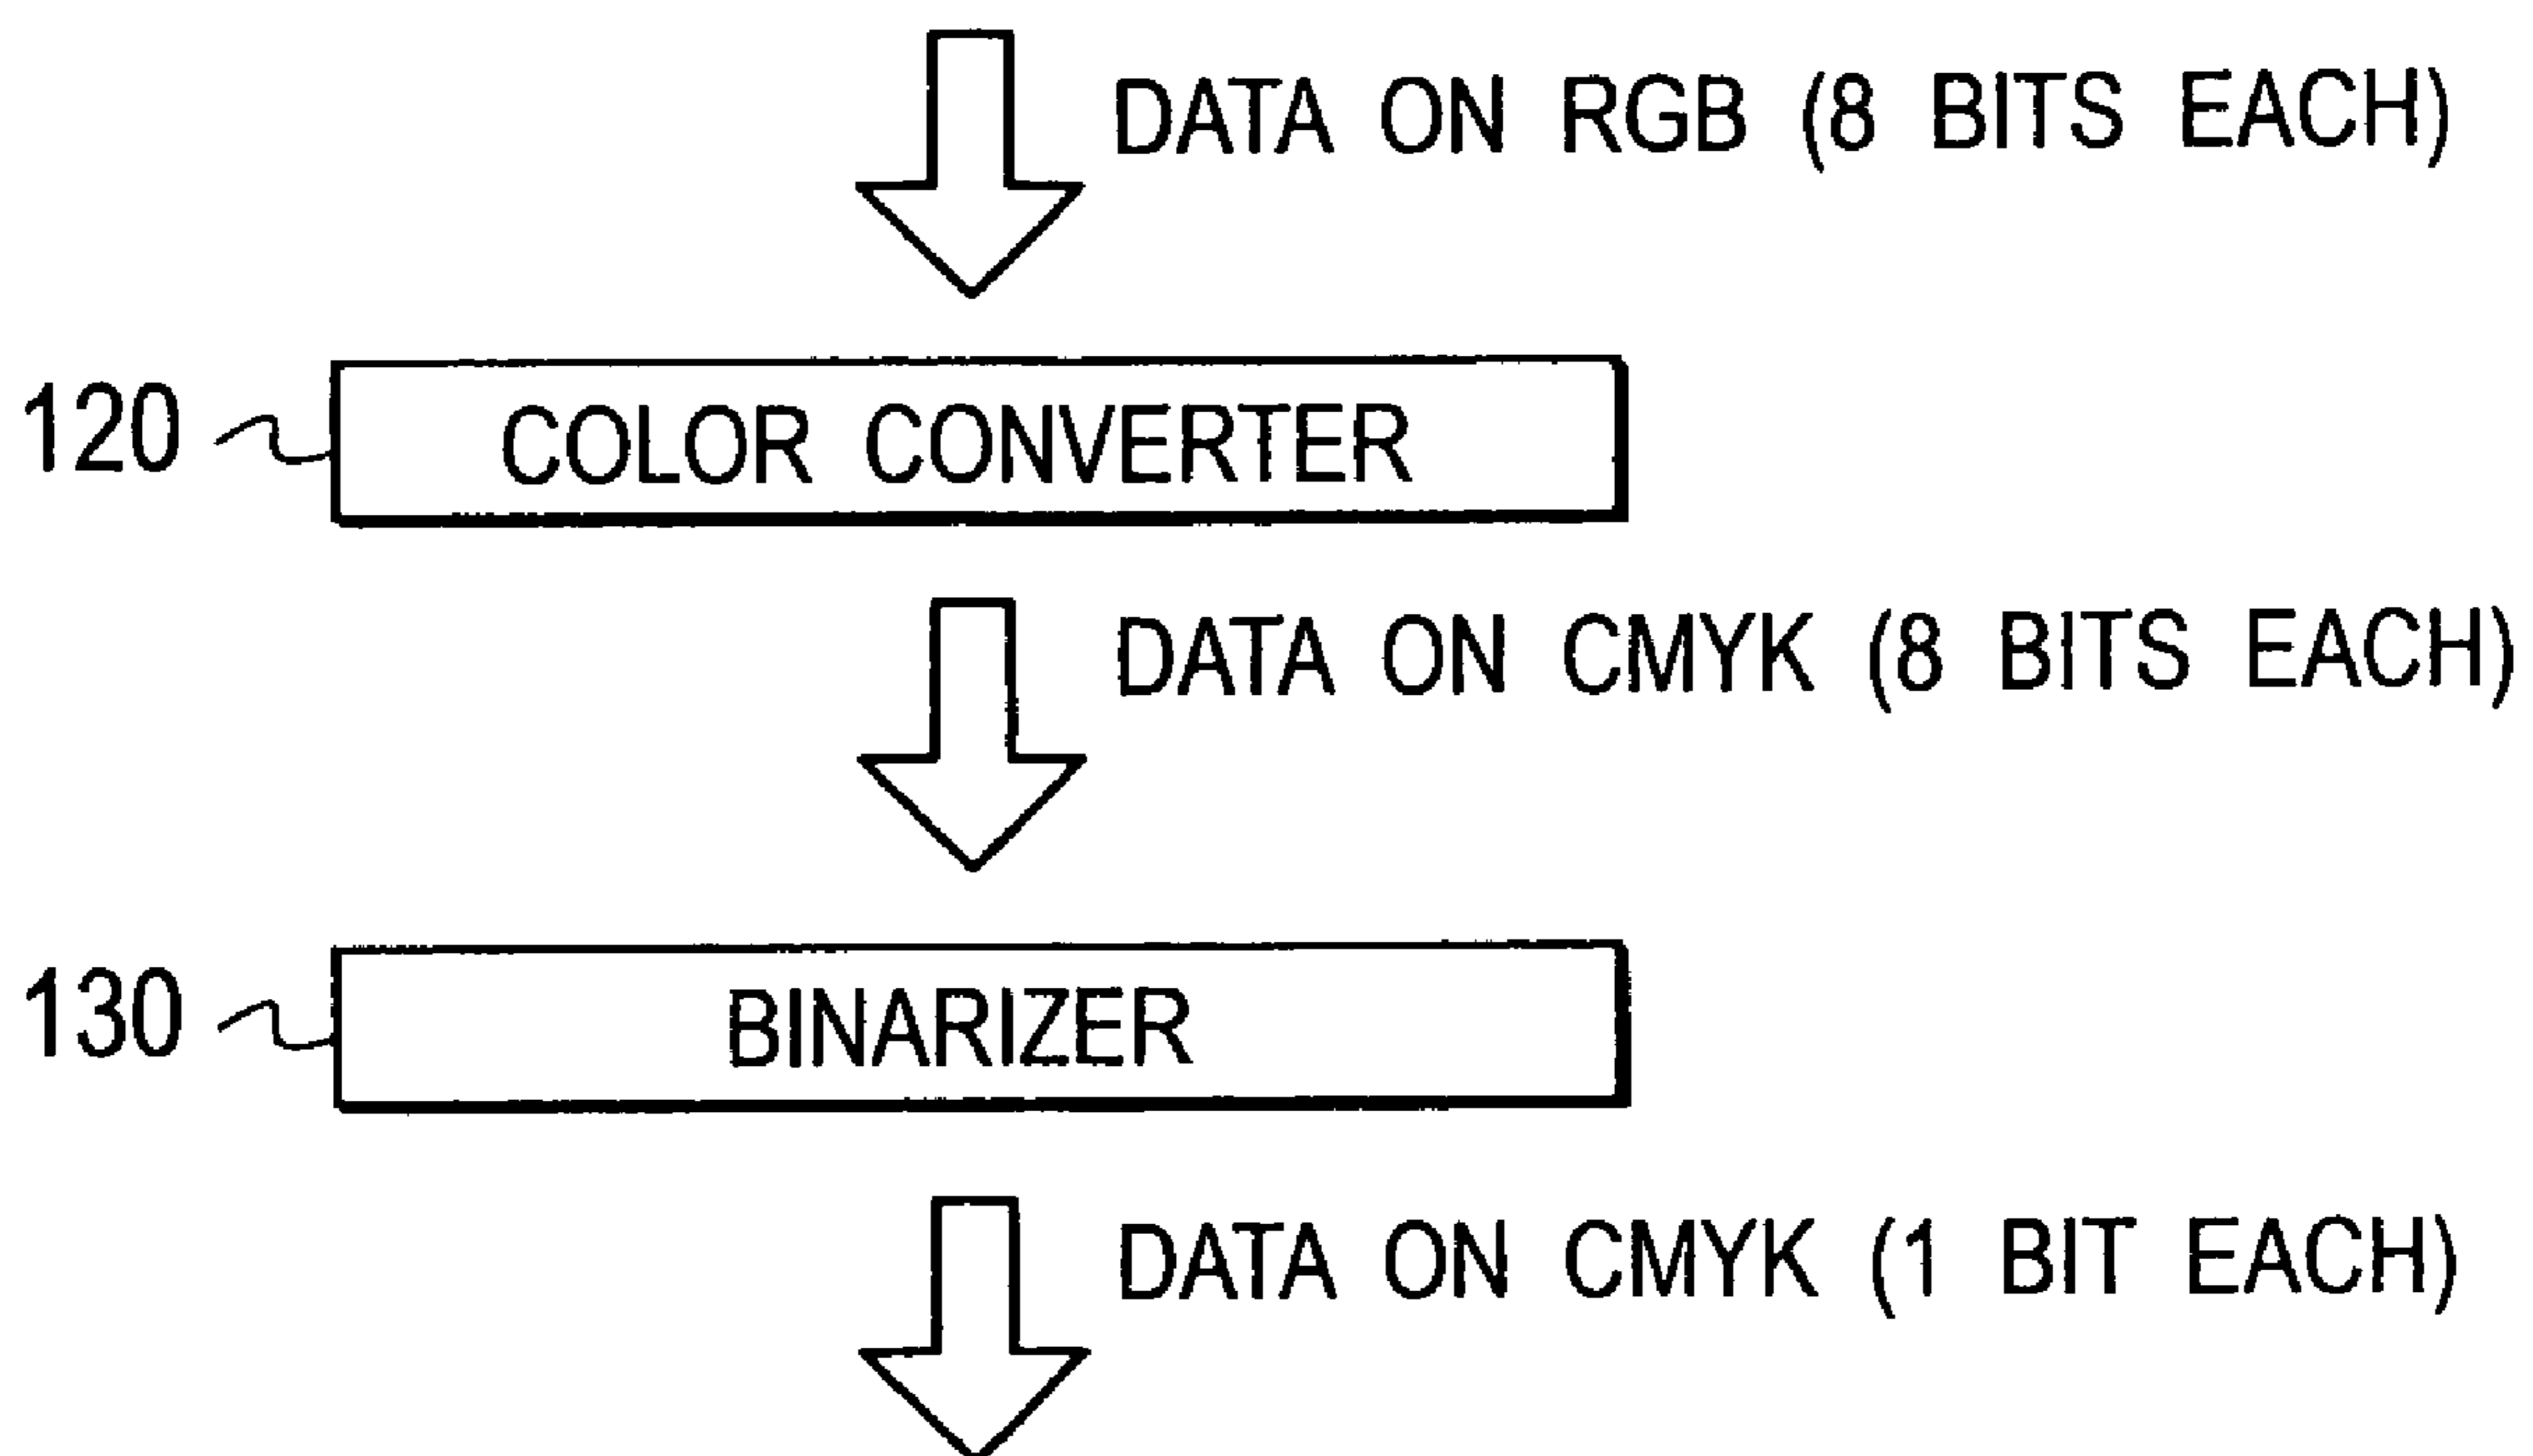 DATA ON RGB (8 BITS EACH)
120 COLOR CONVERTER
DATA ON CMYK (8 BITS EACH)
130 BINARIZER
DATA ON CMYK (1 BIT EACH)